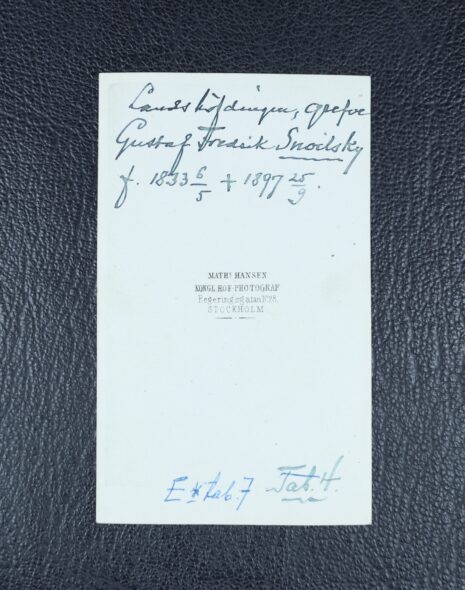 Landshöfdingen, grefve
Gustaf Fredrik Snoilsky
f. 1833 6/5 + 1897 25/9.
MATHS HANSEN
KONGL. HOF-PHOTOGRAF
Regeringsgatan № 28.
STOCKHOLM
E * tab. 7 Tab. 4.